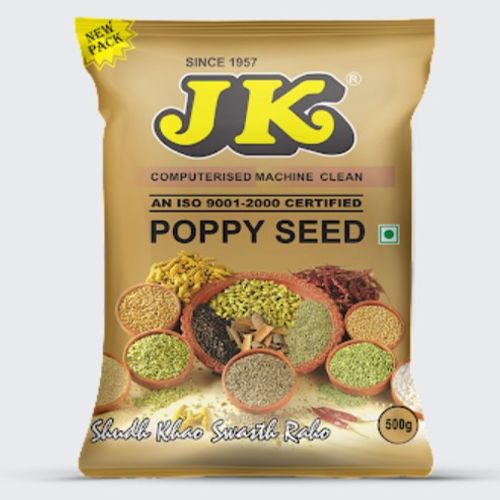 NEW
PACK
SINCE 1957
JK®
COMPUTERISED MACHINE CLEAN
AN ISO 9001-2000 CERTIFIED
POPPY SEED
Shudh Khao Swasth Raho
500g